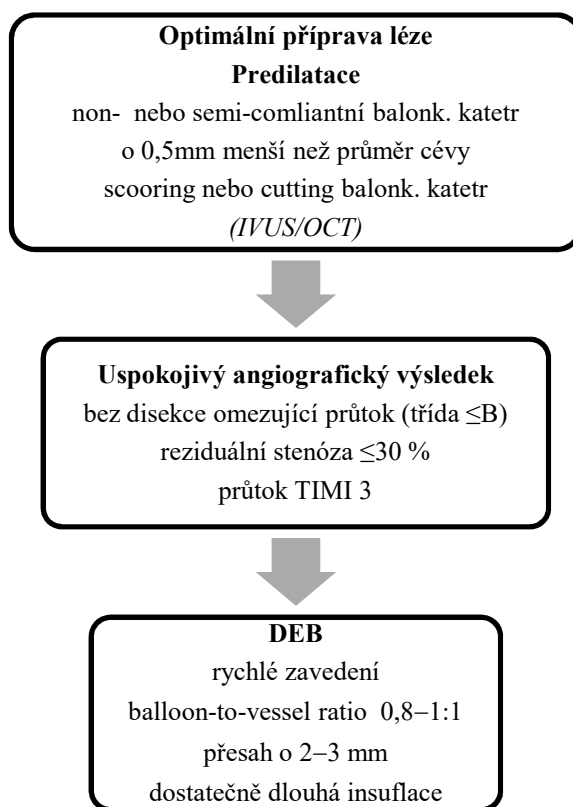 Optimální příprava léze
Predilatace
non- nebo semi-comliantní balonk. katetr
o 0,5mm menší než průměr cévy
scooring nebo cutting balonk. katetr
(IVUS/OCT)
Uspokojivý angiografický výsledek
bez disekce omezující průtok (třída ≤B)
reziduální stenóza ≤30 %
průtok TIMI 3
DEB
rychlé zavedení
balloon-to-vessel ratio 0,8–1:1
přesah o 2–3 mm
dostatečně dlouhá insuflace